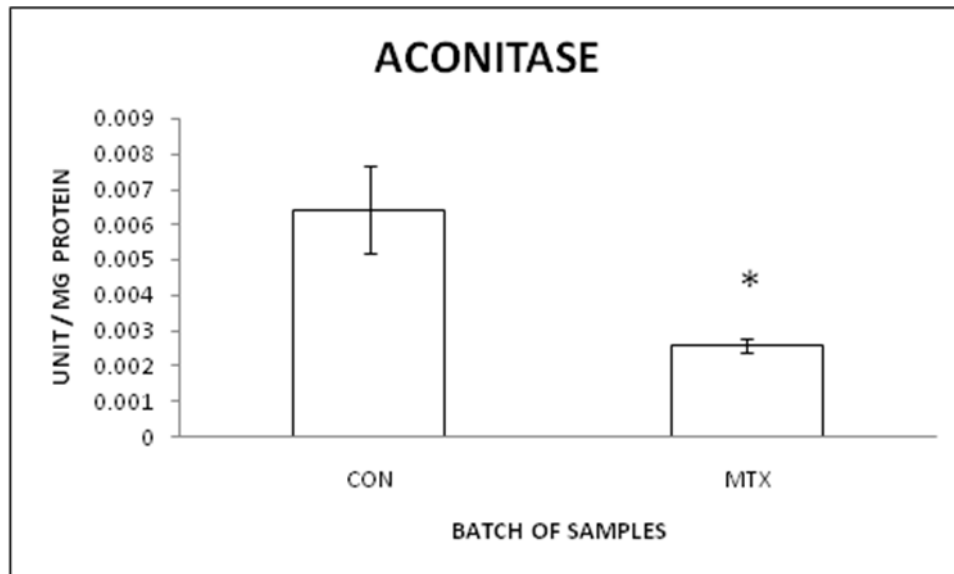 ACONITASE
UNIT / MG PROTEIN
0.009
0.008
0.007
0.006
0.005
0.004
0.003
0.002
0.001
0
*
CON MTX
BATCH OF SAMPLES